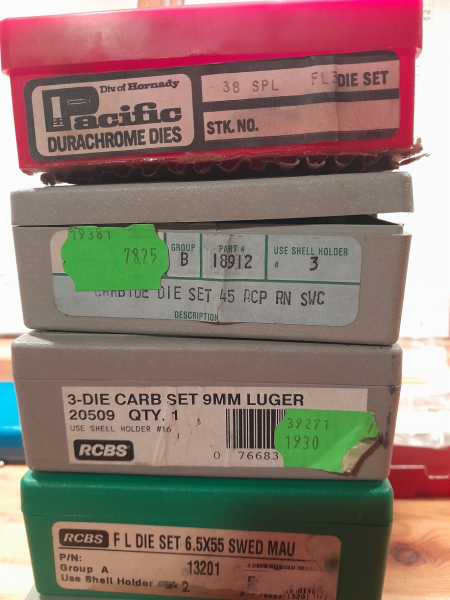 Div of Hornady
Pacific
DURACHROME DIES
38 SPL FL3 DIE SET
STK. NO.
19381
7825
GROUP
B
PART #
18912
USE SHELL HOLDER
# 3
CARBIDE DIE SET 45 ACP RN SWC
DESCRIPTION
3-DIE CARB SET 9MM LUGER
20509 QTY. 1
USE SHELL HOLDER #16
RCBS
0 76683
39271
1930
RCBS F L DIE SET 6.5X55 SWED MAU
P/N: 13201
Group A
Use Shell Holder 2